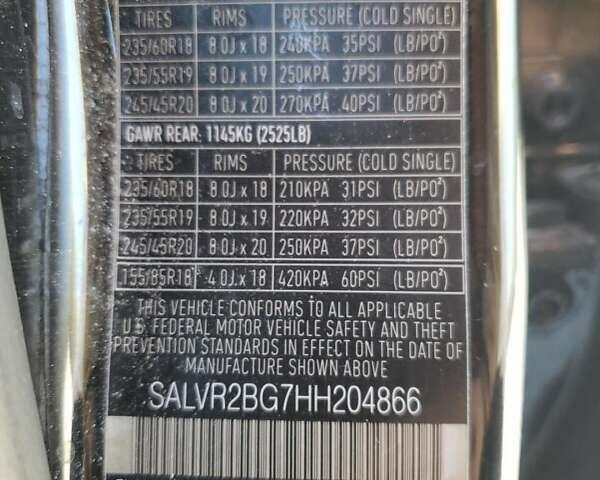 TIRES RIMS PRESSURE (COLD SINGLE)
235/60R18 8.0J x 18 240KPA 35PSI (LB/PO²)
235/55R19 8.0J x 19 250KPA 37PSI (LB/PO²)
245/45R20 8.0J x 20 270KPA 40PSI (LB/PO²)
GAWR REAR: 1145KG (2525LB)
TIRES RIMS PRESSURE (COLD SINGLE)
235/60R18 8.0J x 18 210KPA 31PSI (LB/PO²)
235/55R19 8.0J x 19 220KPA 32PSI (LB/PO²)
245/45R20 8.0J x 20 250KPA 37PSI (LB/PO²)
155/85R18 4.0J x 18 420KPA 60PSI (LB/PO²)
THIS VEHICLE CONFORMS TO ALL APPLICABLE
U.S. FEDERAL MOTOR VEHICLE SAFETY AND THEFT
PREVENTION STANDARDS IN EFFECT ON THE DATE OF
MANUFACTURE SHOWN ABOVE
SALVR2BG7HH204866